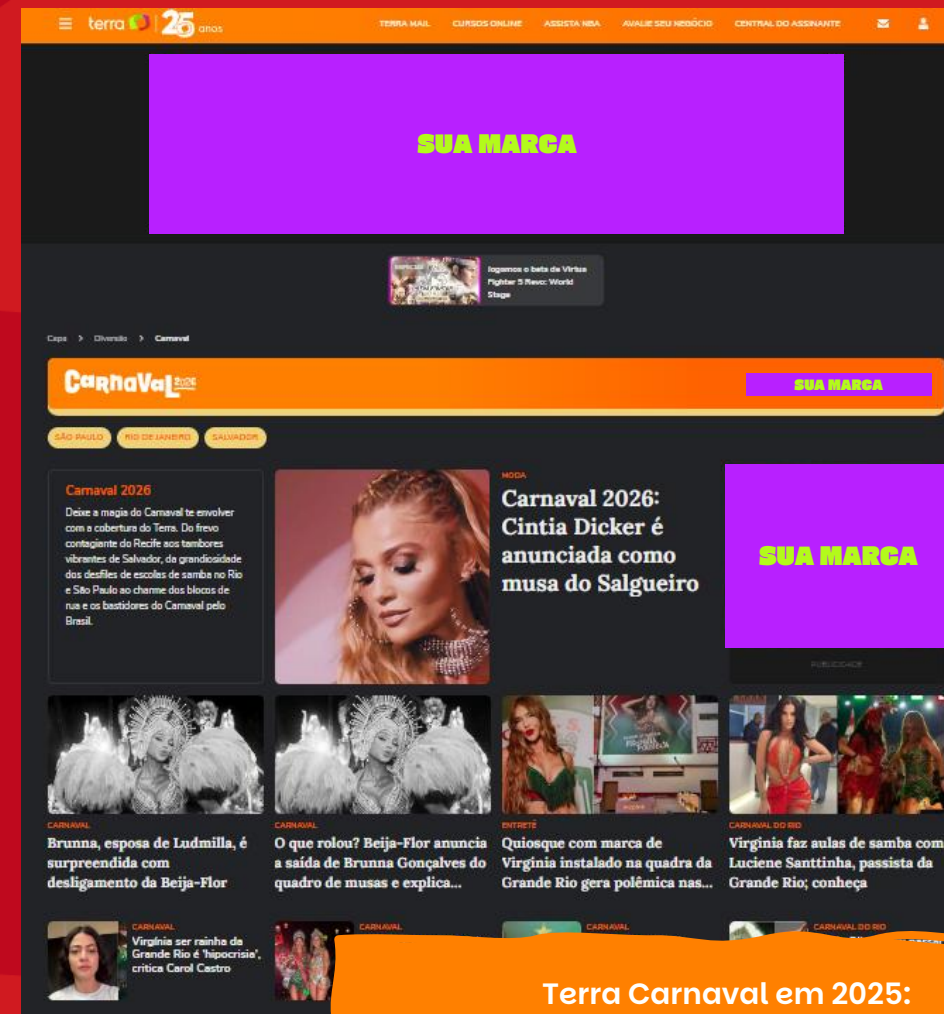 terra 25 anos
TERRA MAIL CURSOS ONLINE ASSISTA NBA AVALIE SEU NEGÓCIO CENTRAL DO ASSINANTE
SUA MARCA
Jogamos o beta de Virtua
Fighter 5 Revo: World
Stage
Capa > Diversão > Carnaval
CaRnaVaL 2026
SUA MARCA
SÃO PAULO RIO DE JANEIRO SALVADOR
Carnaval 2026
Deixe a magia do Carnaval te envolver
com a cobertura do Terra. Do frevo
contagiante do Recife aos tambores
vibrantes de Salvador, da grandiosidade
dos desfiles de escolas de samba no Rio
e São Paulo ao charme dos blocos de
rua e os bastidores do Carnaval pelo
Brasil.
MODA
Carnaval 2026:
Cintia Dicker é
anunciada como
musa do Salgueiro
SUA MARCA
PUBLICIDADE
CARNAVAL
Brunna, esposa de Ludmilla, é
surpreendida com
desligamento da Beija-Flor
CARNAVAL
O que rolou? Beija-Flor anuncia
a saída de Brunna Gonçalves do
quadro de musas e explica...
ENTRETÊ
Quiosque com marca de
Virginia instalado na quadra da
Grande Rio gera polêmica nas...
CARNAVAL DO RIO
Virginia faz aulas de samba com
Luciene Santtinha, passista da
Grande Rio; conheça
CARNAVAL
Virgínia ser rainha da
Grande Rio é 'hipocrisia',
critica Carol Castro
CARNAVAL
CARNAVAL
CARNAVAL DO RIO
Terra Carnaval em 2025: